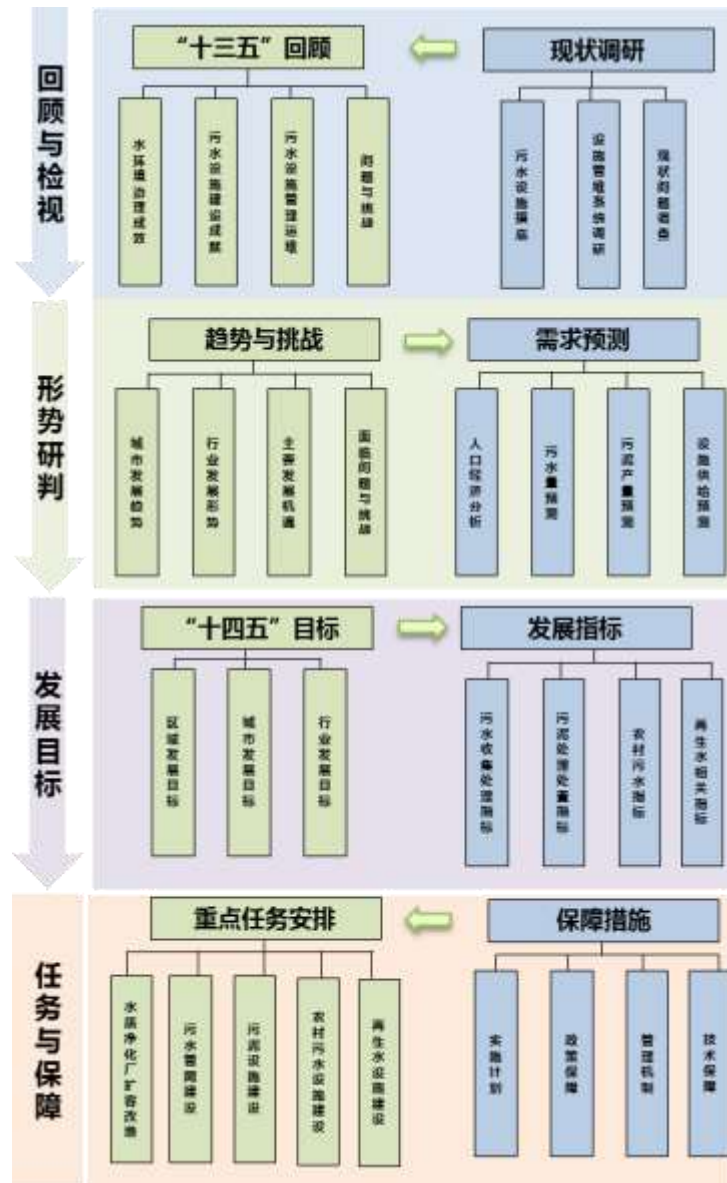 回顾与检视
“十三五”回顾
现状调研
水环境治理成效
污水设施建设成就
污水设施管理运维
问题与挑战
污水设施摸底
设施管理系统调研
现状问题调查
形势研判
趋势与挑战
需求预测
城市发展趋势
行业发展形势
主要发展机遇
面临问题与挑战
人口经济分析
污水量预测
污泥产量预测
设施供给预测
发展目标
“十四五”目标
发展指标
区域发展目标
城市发展目标
行业发展目标
污水收集处理指标
污泥处理处置指标
农村污水指标
再生水相关指标
任务与保障
重点任务安排
保障措施
水质净化厂扩容改造
污水管网建设
污泥设施建设
农村污水设施建设
再生水设施建设
实施计划
政策保障
管理机制
技术保障